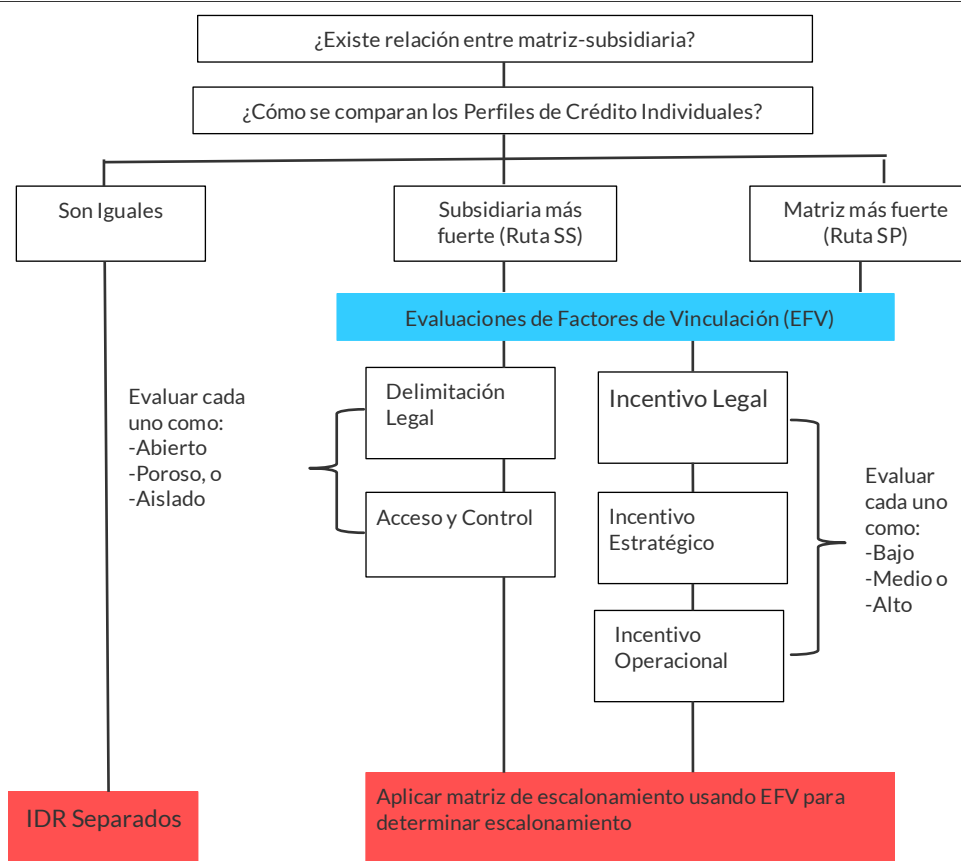 ¿Existe relación entre matriz-subsidiaria?
¿Cómo se comparan los Perfiles de Crédito Individuales?
Son Iguales
Subsidiaria más
fuerte (Ruta SS)
Matriz más fuerte
(Ruta SP)
Evaluaciones de Factores de Vinculación (EFV)
Evaluar cada
uno como:
-Abierto
-Poroso, o
-Aislado
Delimitación
Legal
Acceso y Control
Incentivo Legal
Incentivo
Estratégico
Incentivo
Operacional
Evaluar
cada uno
como:
-Bajo
-Medio o
-Alto
IDR Separados
Aplicar matriz de escalonamiento usando EFV para
determinar escalonamiento